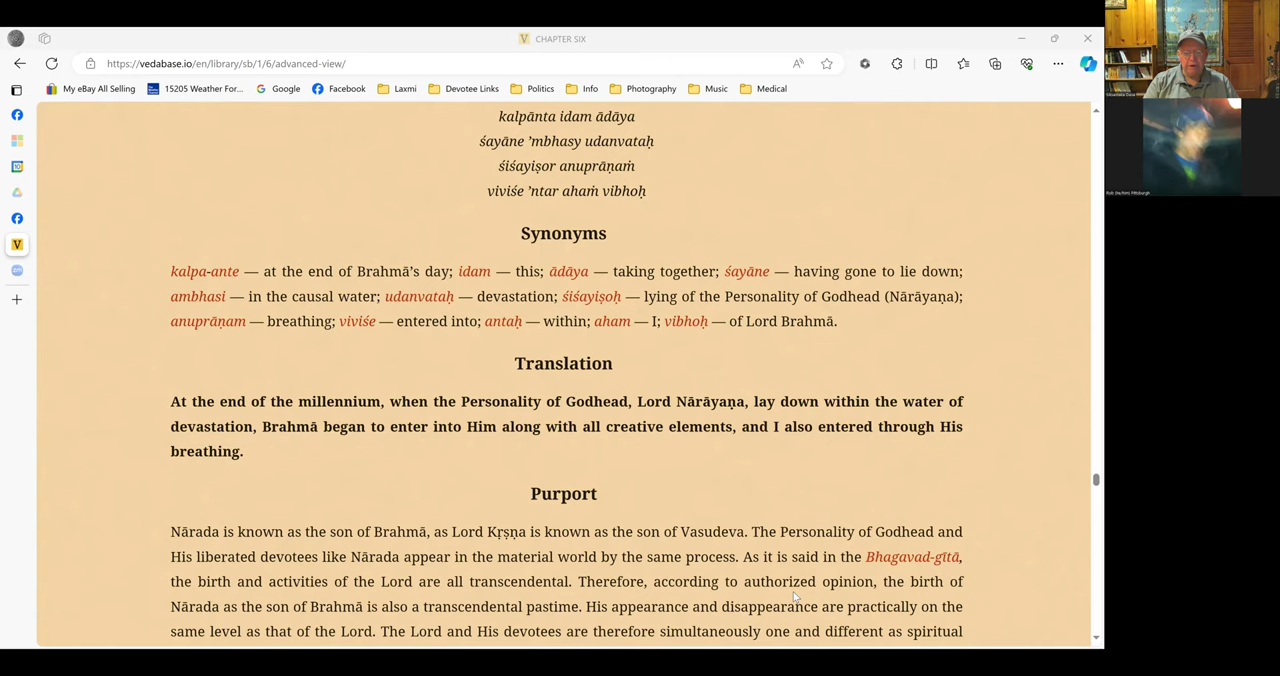 CHAPTER SIX
https://vedabase.io/en/library/sb/1/6/advanced-view/
My eBay All Selling 15205 Weather For... Google Facebook Laxmi Devotee Links Politics Info Photography Music Medical
kalpānta idam ādāya
śayāne ’mbhasy udanvataḥ
śiśayiṣor anuprāṇaṁ
viviśe ’ntar ahaṁ vibhoḥ
Synonyms
kalpa-ante — at the end of Brahmā’s day; idam — this; ādāya — taking together; śayāne — having gone to lie down;
ambhasi — in the causal water; udanvataḥ — devastation; śiśayiṣoḥ — lying of the Personality of Godhead (Nārāyaṇa);
anuprāṇam — breathing; viviśe — entered into; antaḥ — within; aham — I; vibhoḥ — of Lord Brahmā.
Translation
At the end of the millennium, when the Personality of Godhead, Lord Nārāyaṇa, lay down within the water of
devastation, Brahmā began to enter into Him along with all creative elements, and I also entered through His
breathing.
Purport
Nārada is known as the son of Brahmā, as Lord Kṛṣṇa is known as the son of Vasudeva. The Personality of Godhead and
His liberated devotees like Nārada appear in the material world by the same process. As it is said in the Bhagavad-gītā,
the birth and activities of the Lord are all transcendental. Therefore, according to authorized opinion, the birth of
Nārada as the son of Brahmā is also a transcendental pastime. His appearance and disappearance are practically on the
same level as that of the Lord. The Lord and His devotees are therefore simultaneously one and different as spiritual